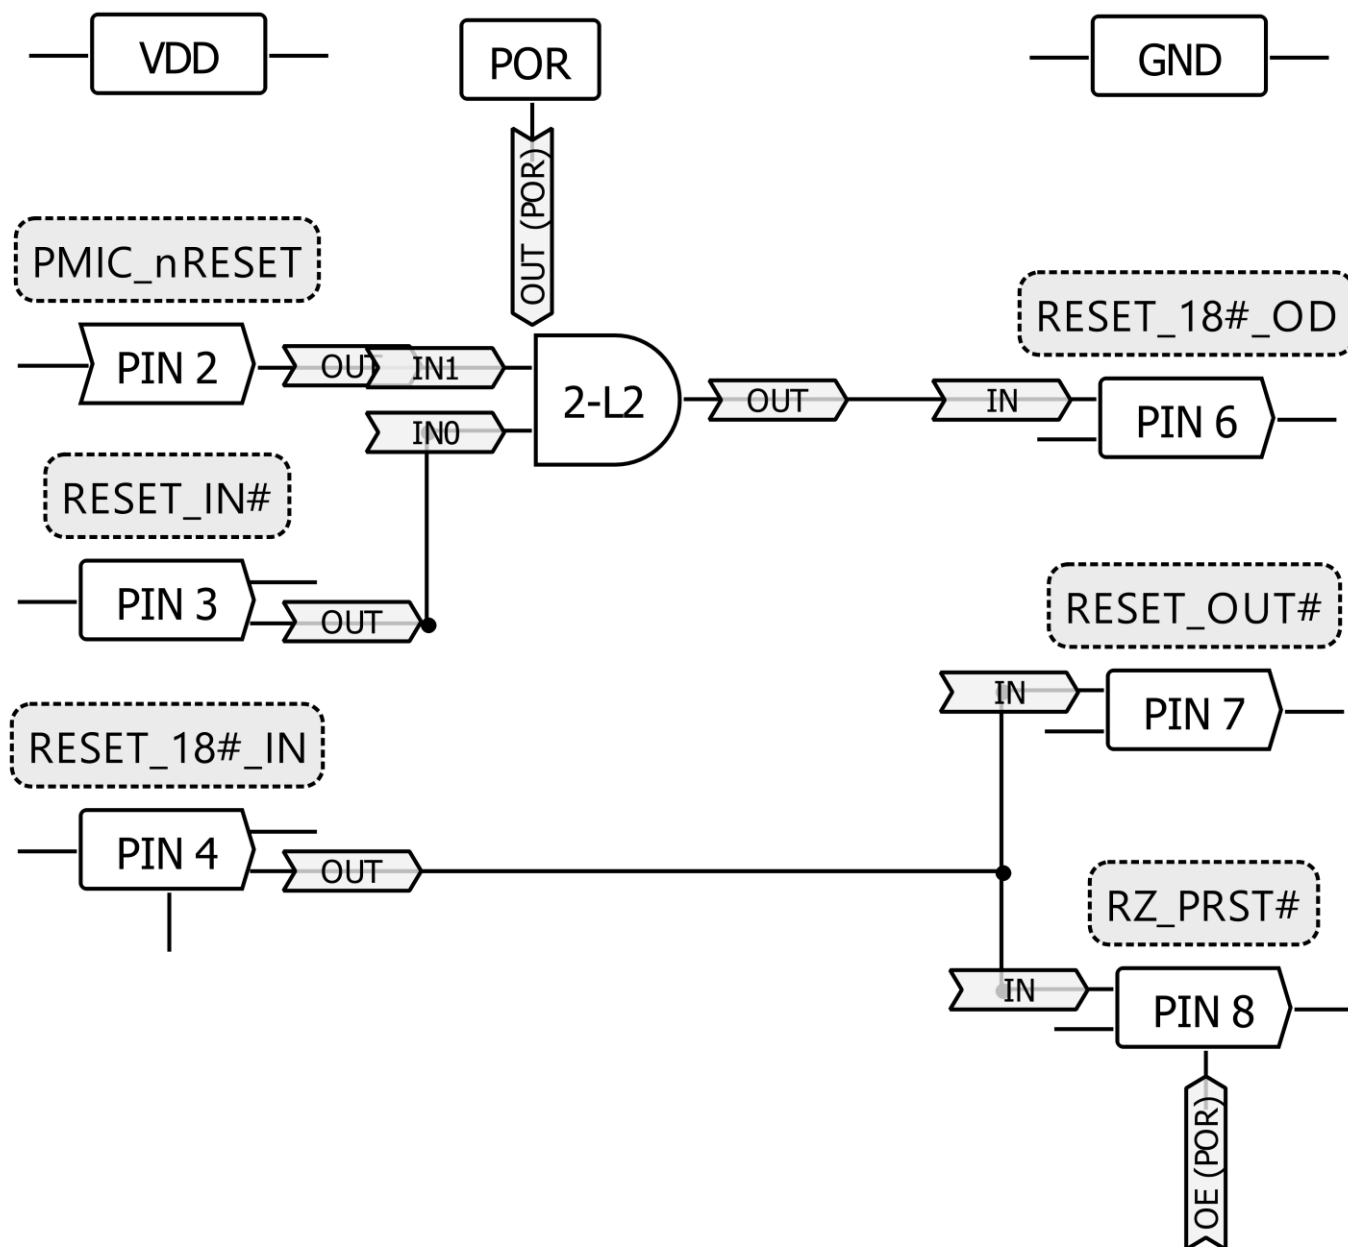 VDD
POR
GND
OUT (POR)
PMIC_nRESET
RESET_18#_OD
PIN 2
OUT
IN1
2-L2
OUT
IN
PIN 6
IN0
RESET_IN#
PIN 3
OUT
RESET_OUT#
IN
PIN 7
RESET_18#_IN
PIN 4
OUT
RZ_PRST#
IN
PIN 8
OE (POR)